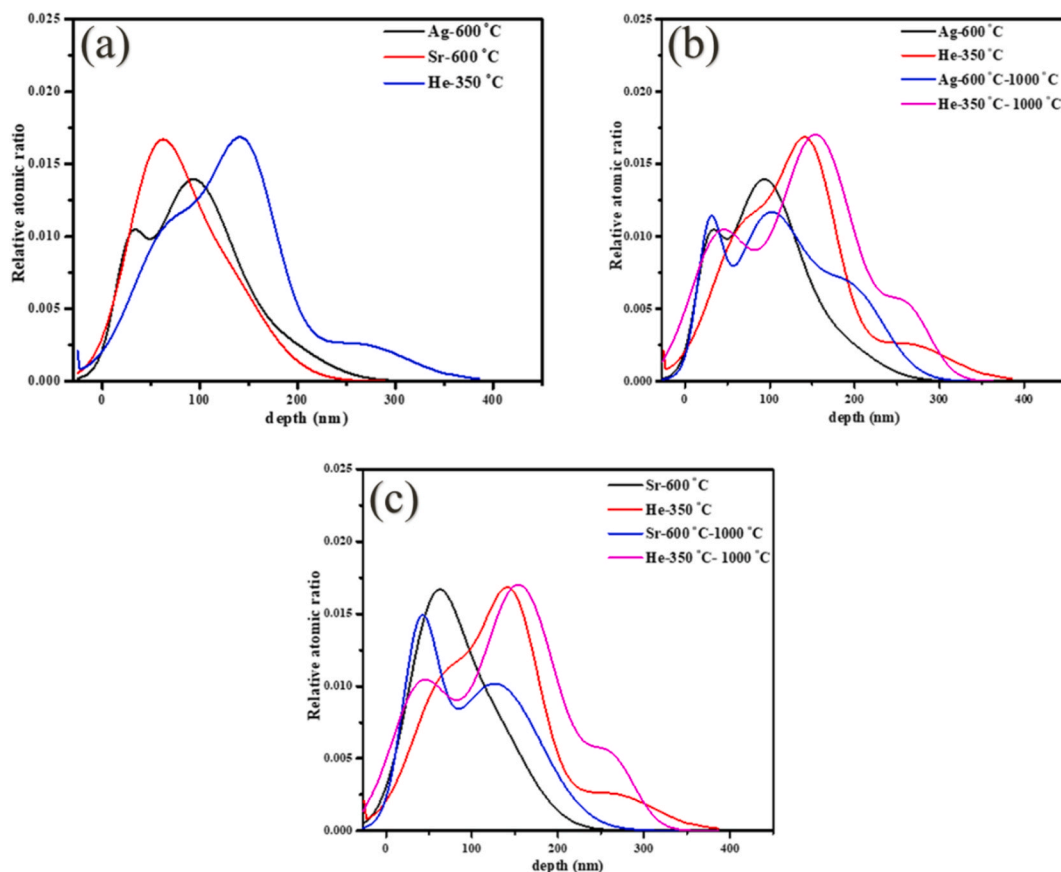 (a)
Ag-600 °C
Sr-600 °C
He-350 °C
0.025
0.020
0.015
0.010
0.005
0.000
Relative atomic ratio
0
100
200
300
400
depth (nm)
(b)
Ag-600°C
He-350°C
Ag-600°C-1000 °C
He-350°C- 1000 °C
0.025
0.020
0.015
0.010
0.005
0.000
Relative atomic ratio
0
100
200
300
400
depth (nm)
(c)
Sr-600 °C
He-350 °C
Sr-600 °C-1000 °C
He-350 °C- 1000 °C
0.025
0.020
0.015
0.010
0.005
0.000
Relative atomic ratio
0
100
200
300
400
depth (nm)